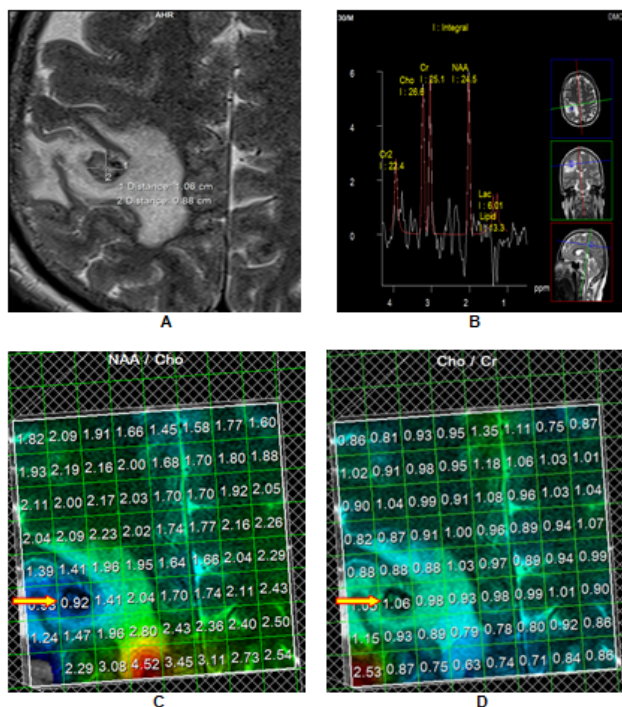 AHR
2
1 Distance: 1.06 cm
2 Distance: 0.88 cm
A
I : Integral
6
Cr NAA
Cho I : 25.1 I : 24.5
I : 26.6
4
Cr2
I : 22.4
2
Lac
I : 6.01
Lipid
I : 13.3
0
4 3 2 1 ppm
B
NAA / Cho
1.82 2.09 1.91 1.66 1.45 1.58 1.77 1.60
1.93 2.19 2.16 2.00 1.68 1.70 1.80 1.88
2.11 2.00 2.17 2.03 1.70 1.70 1.92 2.05
2.04 2.09 2.23 2.02 1.74 1.77 2.16 2.26
1.39 1.41 1.96 1.95 1.64 1.66 2.04 2.29
0.93 0.92 1.41 2.04 1.70 1.74 2.11 2.43
1.24 1.47 1.96 2.80 2.43 2.36 2.40 2.50
2.29 3.08 4.52 3.45 3.11 2.73 2.54
C
Cho / Cr
0.86 0.81 0.93 0.95 1.35 1.11 0.75 0.87
1.02 0.91 0.98 0.95 1.18 1.06 1.03 1.01
0.90 1.04 0.99 0.91 1.08 0.96 1.03 1.04
0.82 0.87 0.91 1.00 0.96 0.89 0.94 1.07
0.88 0.88 0.88 1.03 0.97 0.89 0.94 0.99
1.06 0.98 0.93 0.98 0.99 1.01 0.90
1.15 0.93 0.89 0.79 0.78 0.80 0.92 0.86
2.53 0.87 0.75 0.63 0.74 0.71 0.84 0.86
D